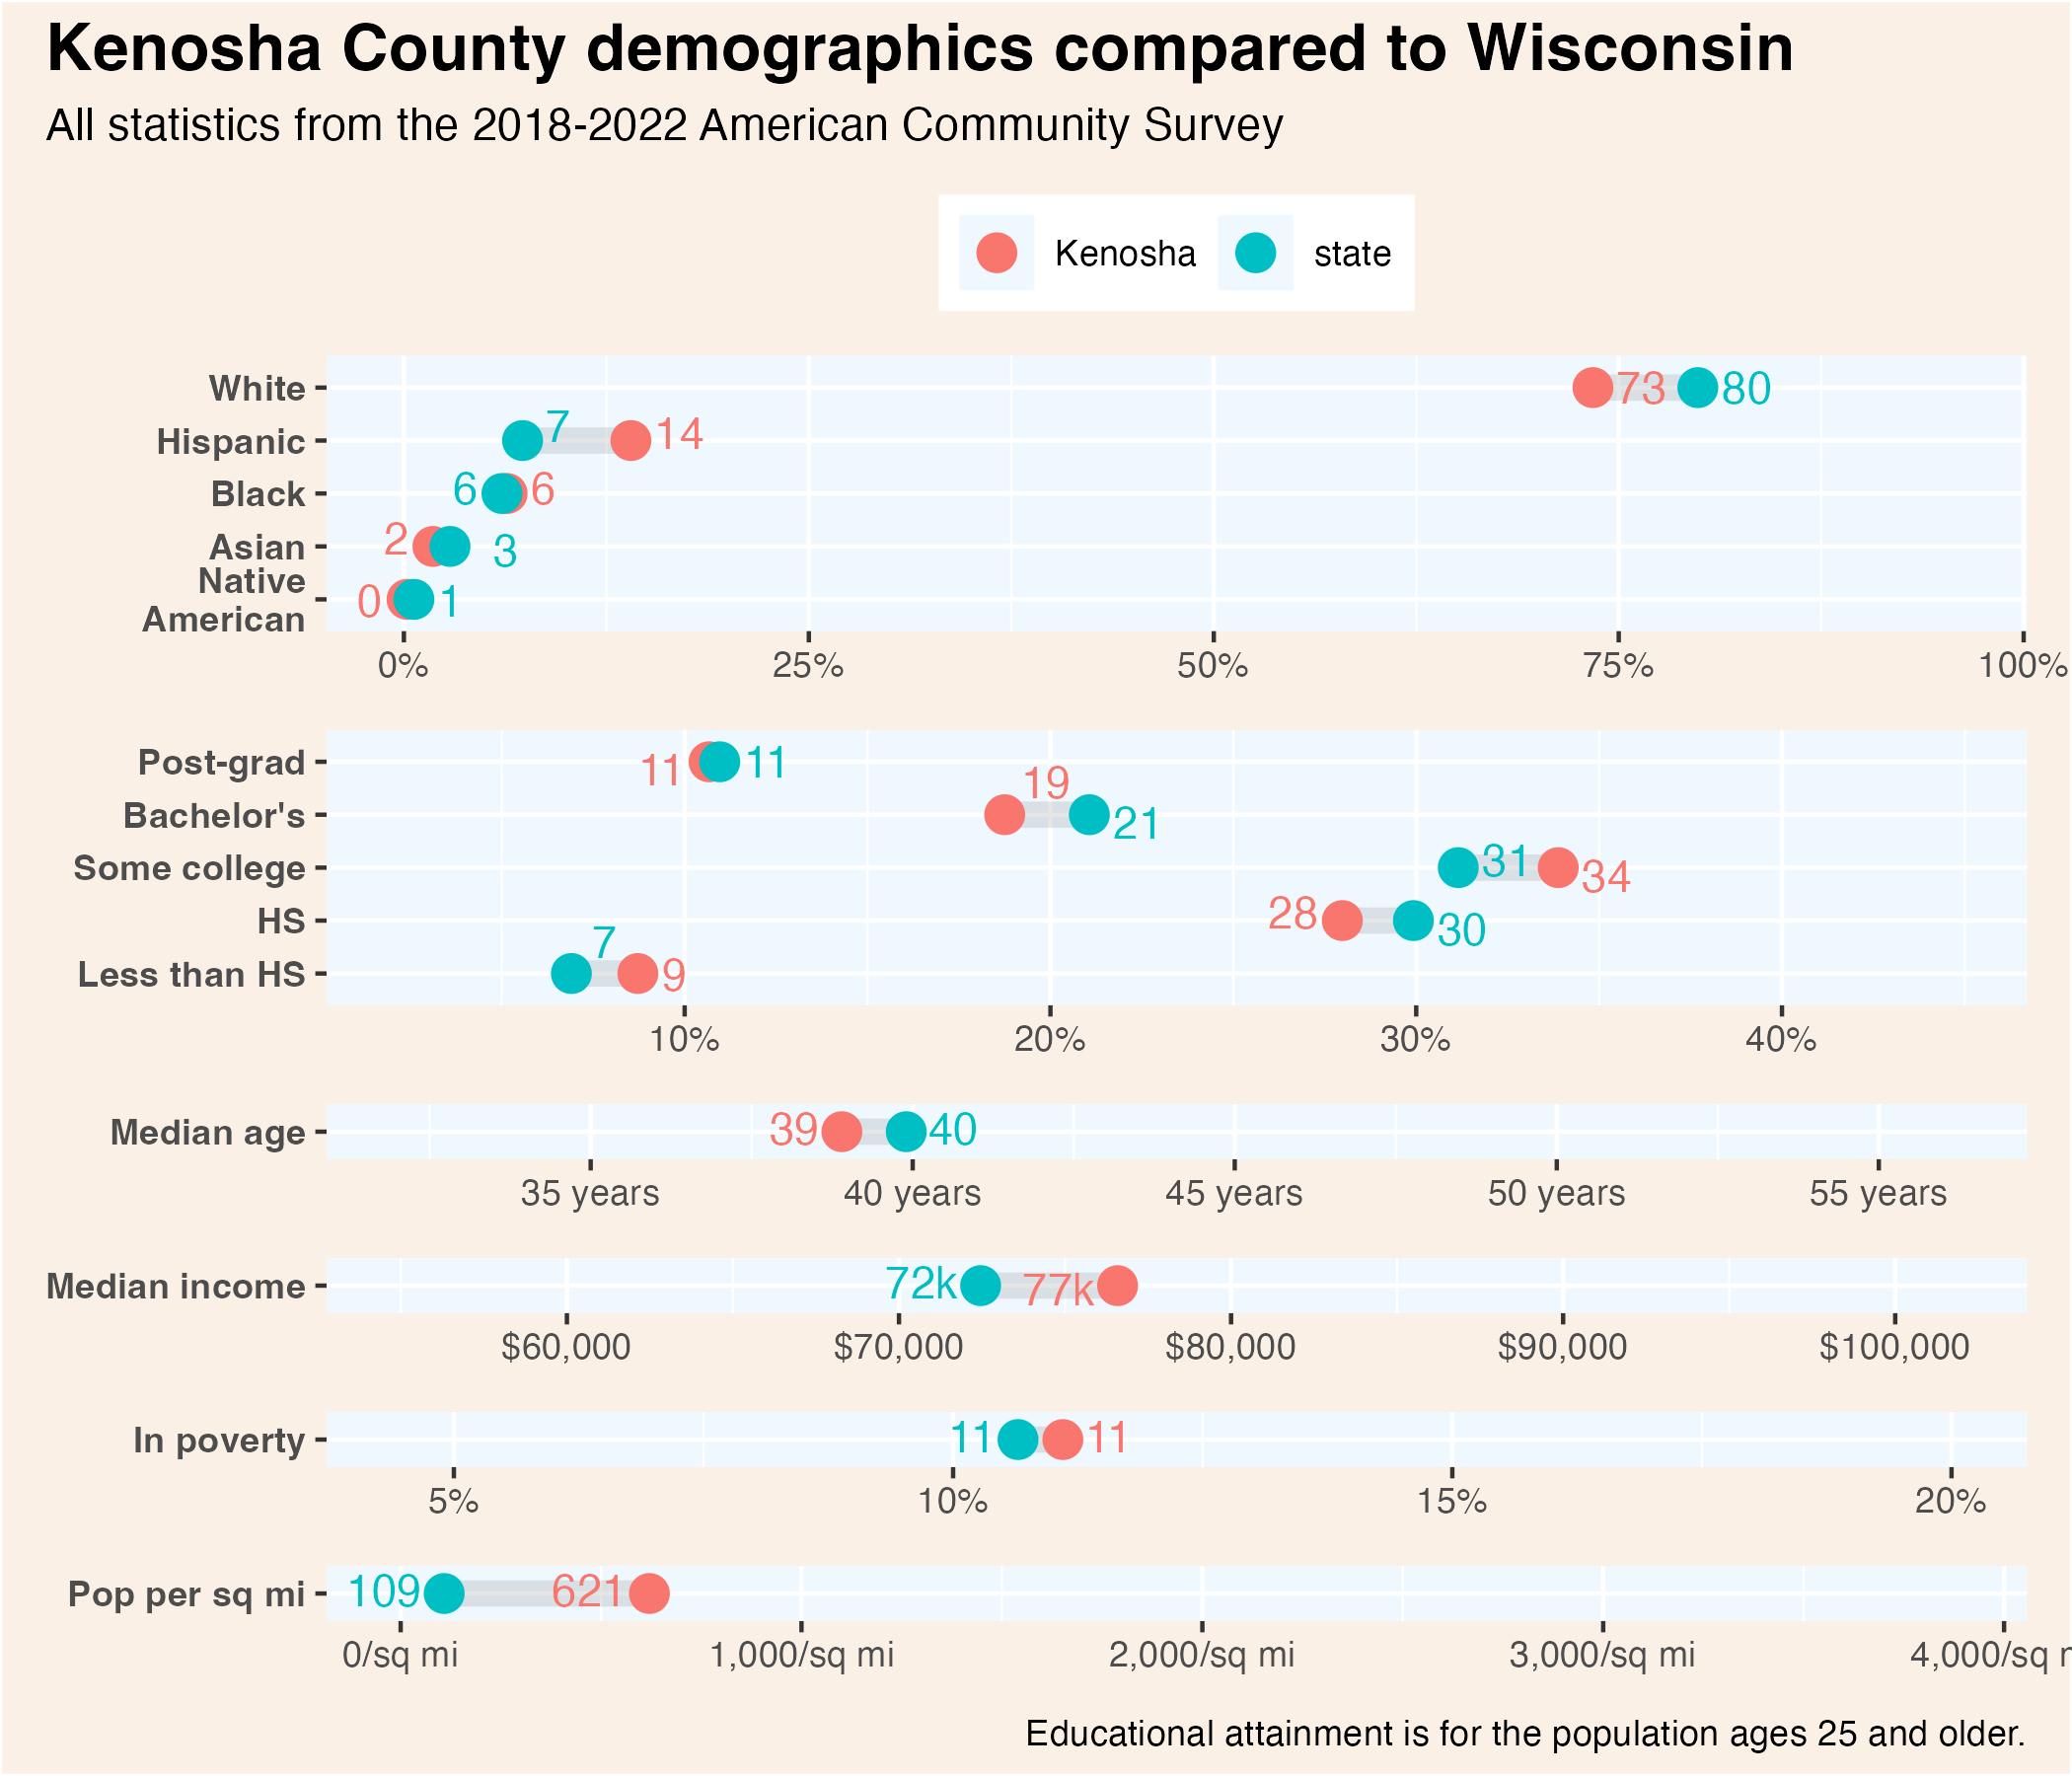 Kenosha County demographics compared to Wisconsin
All statistics from the 2018-2022 American Community Survey
Kenosha state
White 73 80
Hispanic 7 14
Black 6 6
Asian 2 3
Native
American 0 1
0% 25% 50% 75% 100%
Post-grad 11 11
Bachelor's 19 21
Some college 31 34
HS 28 30
Less than HS 7 9
10% 20% 30% 40%
Median age 39 40
35 years 40 years 45 years 50 years 55 years
Median income 72k 77k
$60,000 $70,000 $80,000 $90,000 $100,000
In poverty 11 11
5% 10% 15% 20%
Pop per sq mi 109 621
0/sq mi 1,000/sq mi 2,000/sq mi 3,000/sq mi 4,000/sq
Educational attainment is for the population ages 25 and older.